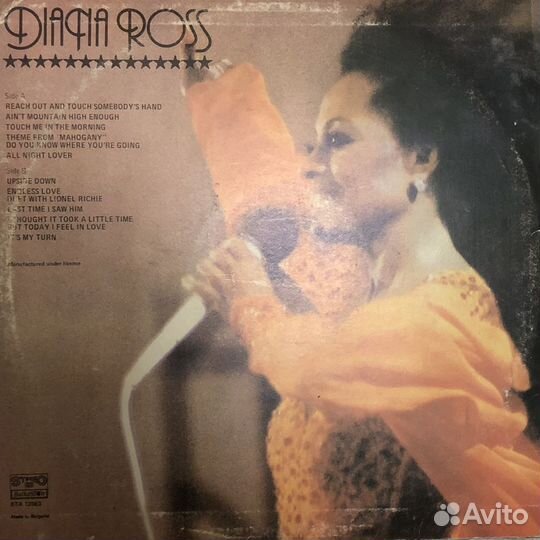 DIANA ROSS
Side A
REACH OUT AND TOUCH SOMEBODY'S HAND
AIN'T MOUNTAIN HIGH ENOUGH
TOUCH ME IN THE MORNING
THEME FROM "MAHOGANY"
DO YOU KNOW WHERE YOU'RE GOING
ALL NIGHT LOVER
Side B
UPSIDE DOWN
ENDLESS LOVE
DUET WITH LIONEL RICHIE
LAST TIME I SAW HIM
THOUGHT IT TOOK A LITTLE TIME
BUT TODAY I FEEL IN LOVE
IT'S MY TURN
Manufactured under license
STEREO
Balkanton
Made in Bulgaria
Avito